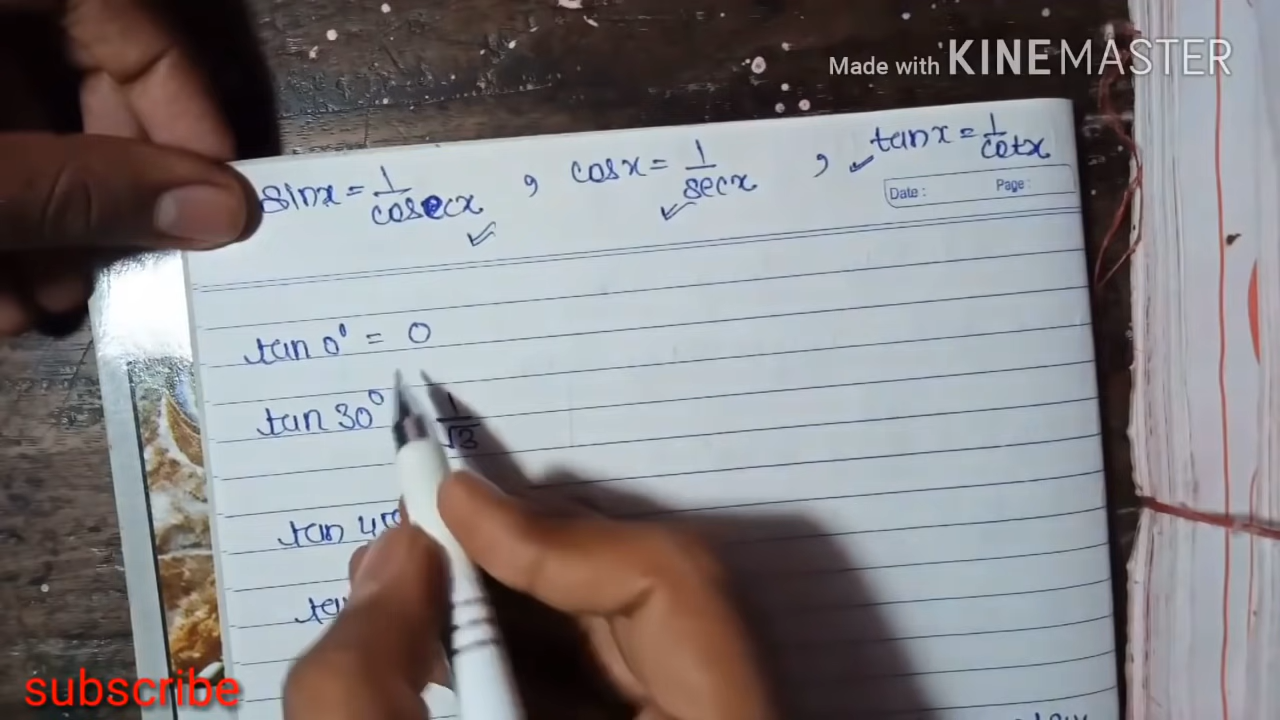 Made with KINEMASTER
sinx = 1/cosecx , cosx = 1/secx , tanx = 1/cotx
Date : Page :
tan 0° = 0
tan 30° 1/√3
tan
subscribe